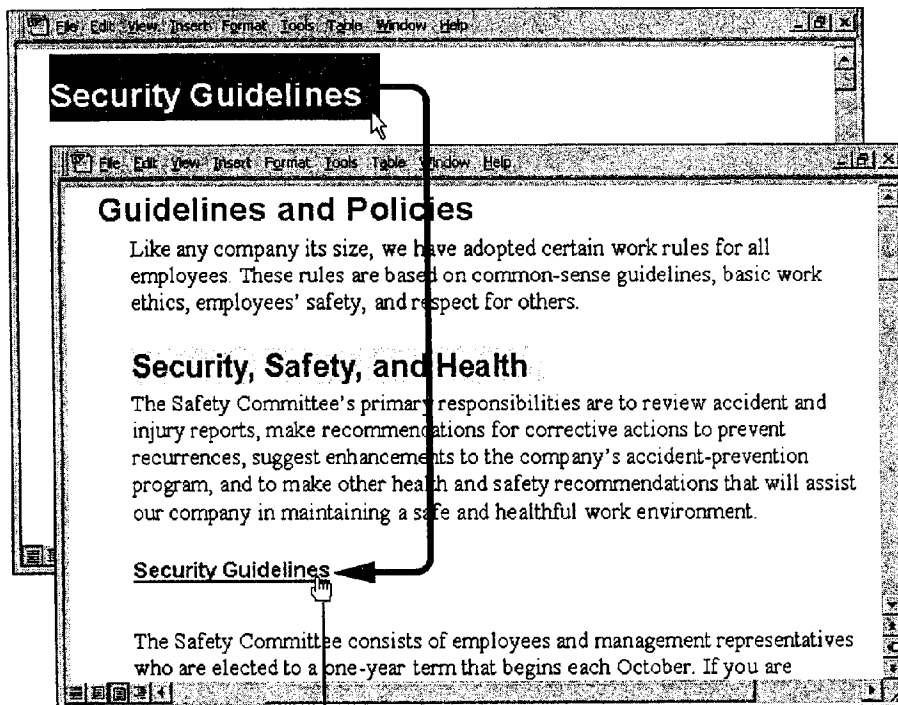 File Edit View Insert Format Tools Table Window Help
Security Guidelines
File Edit View Insert Format Tools Table Window Help
Guidelines and Policies
Like any company its size, we have adopted certain work rules for all
employees. These rules are based on common-sense guidelines, basic work
ethics, employees' safety, and respect for others.
Security, Safety, and Health
The Safety Committee's primary responsibilities are to review accident and
injury reports, make recommendations for corrective actions to prevent
recurrences, suggest enhancements to the company's accident-prevention
program, and to make other health and safety recommendations that will assist
our company in maintaining a safe and healthful work environment.
Security Guidelines
The Safety Committee consists of employees and management representatives
who are elected to a one-year term that begins each October. If you are